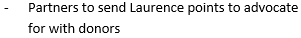 - Partners to send Laurence points to advocate
for with donors